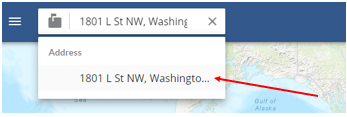 1801 L St NW, Washing
Address
1801 L St NW, Washingto...
Gulf of
Alaska